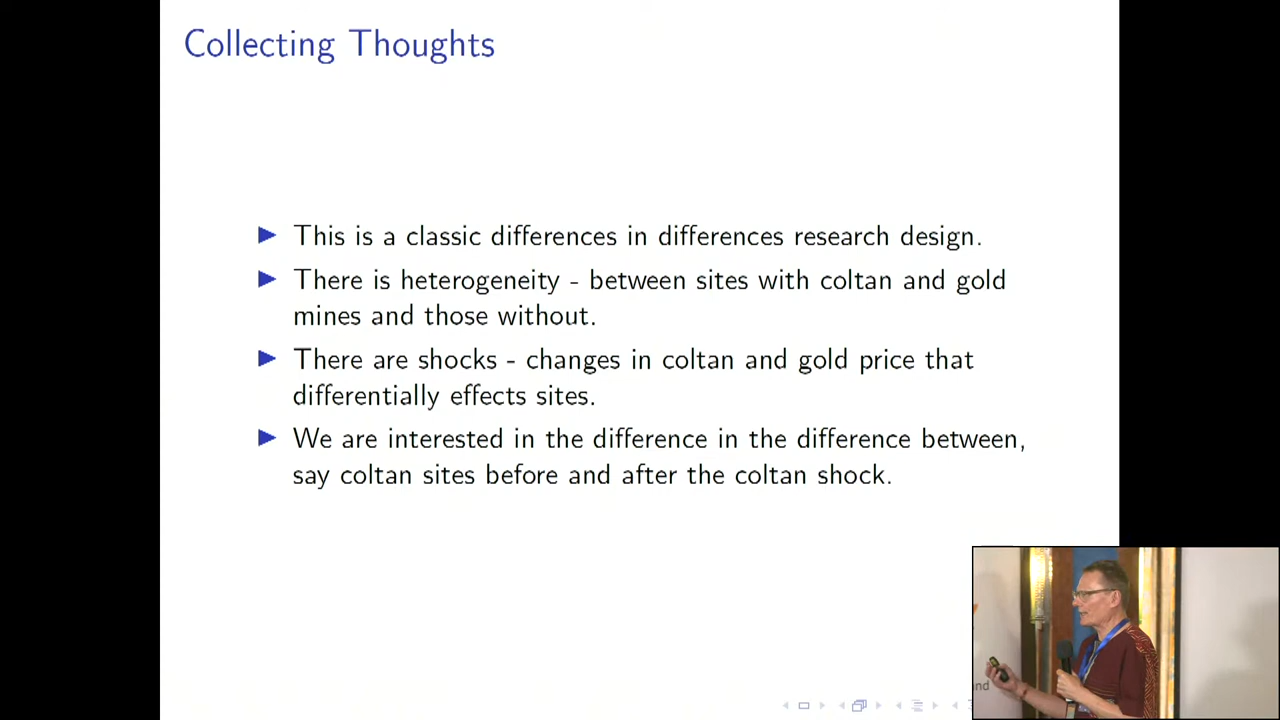 Collecting Thoughts
This is a classic differences in differences research design.
There is heterogeneity - between sites with coltan and gold
mines and those without.
There are shocks - changes in coltan and gold price that
differentially effects sites.
We are interested in the difference in the difference between,
say coltan sites before and after the coltan shock.